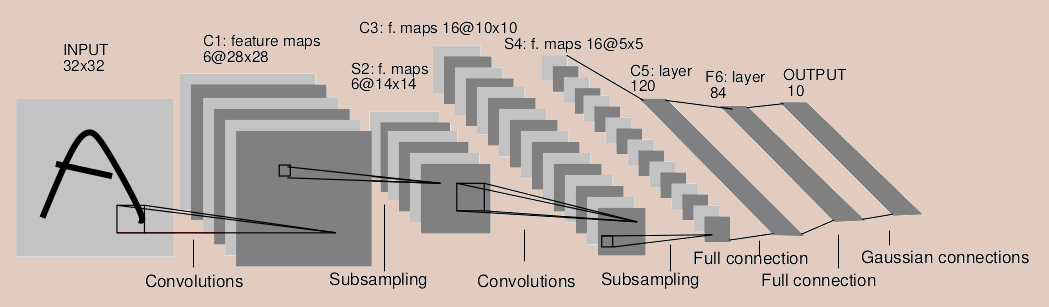 INPUT
32x32
C1: feature maps
6@28x28
S2: f. maps
6@14x14
C3: f. maps 16@10x10
S4: f. maps 16@5x5
C5: layer
120
F6: layer
84
OUTPUT
10
Convolutions
Subsampling
Convolutions
Subsampling
Full connection
Full connection
Gaussian connections
A